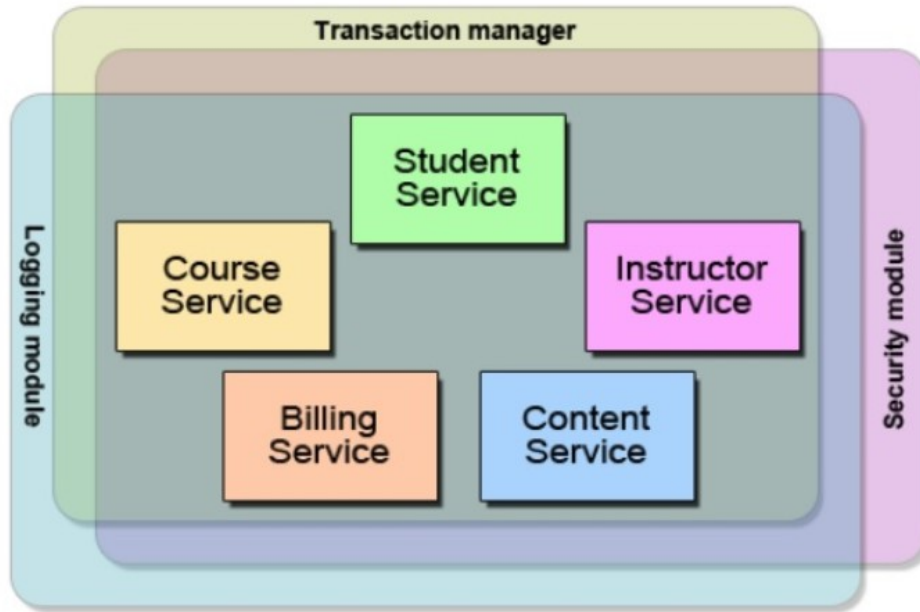 Transaction manager
Student
Service
Course
Service
Instructor
Service
Billing
Service
Content
Service
Logging module
Security module